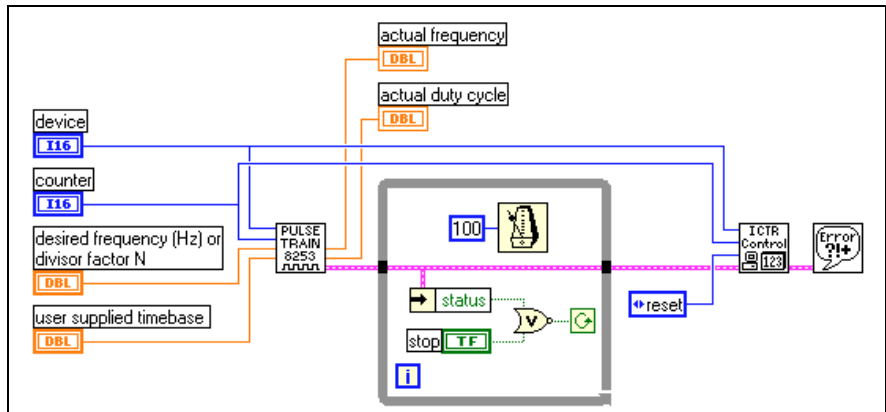 actual frequency
DBL
actual duty cycle
DBL
device
I16
counter
I16
desired frequency (Hz) or
divisor factor N
DBL
user supplied timebase
DBL
PULSE
TRAIN
8253
100
status
stop
TF
V
i
ICTR
Control
123
reset
Error
?!+